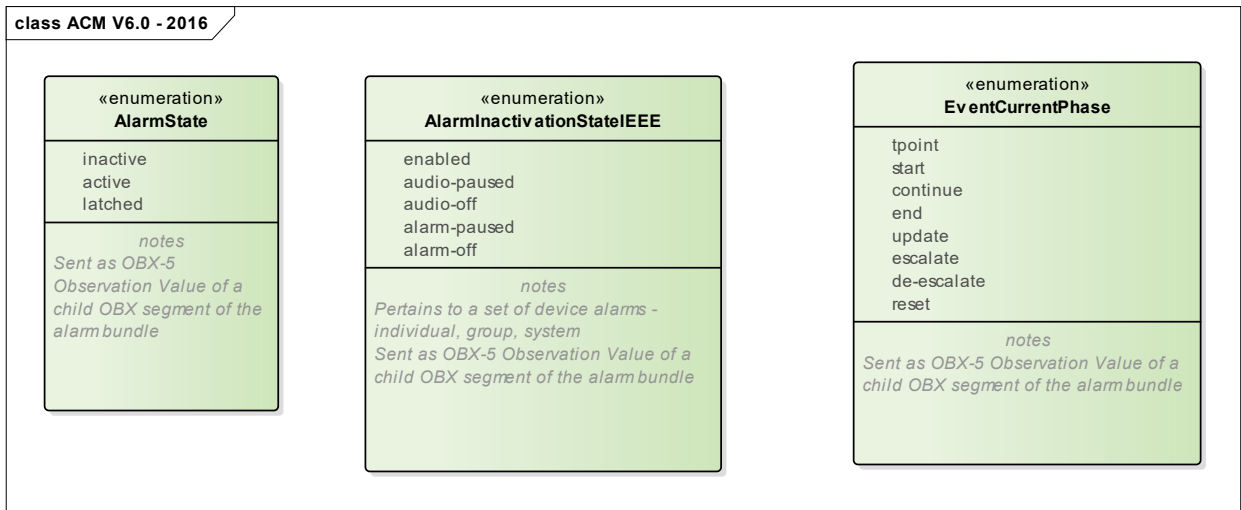 class ACM V6.0 - 2016
«enumeration»
AlarmState
inactive
active
latched
notes
Sent as OBX-5
Observation Value of a
child OBX segment of the
alarm bundle
«enumeration»
AlarmInactivationStateIEEE
enabled
audio-paused
audio-off
alarm-paused
alarm-off
notes
Pertains to a set of device alarms -
individual, group, system
Sent as OBX-5 Observation Value of a
child OBX segment of the alarm bundle
«enumeration»
EventCurrentPhase
tpoint
start
continue
end
update
escalate
de-escalate
reset
notes
Sent as OBX-5 Observation Value of a
child OBX segment of the alarm bundle